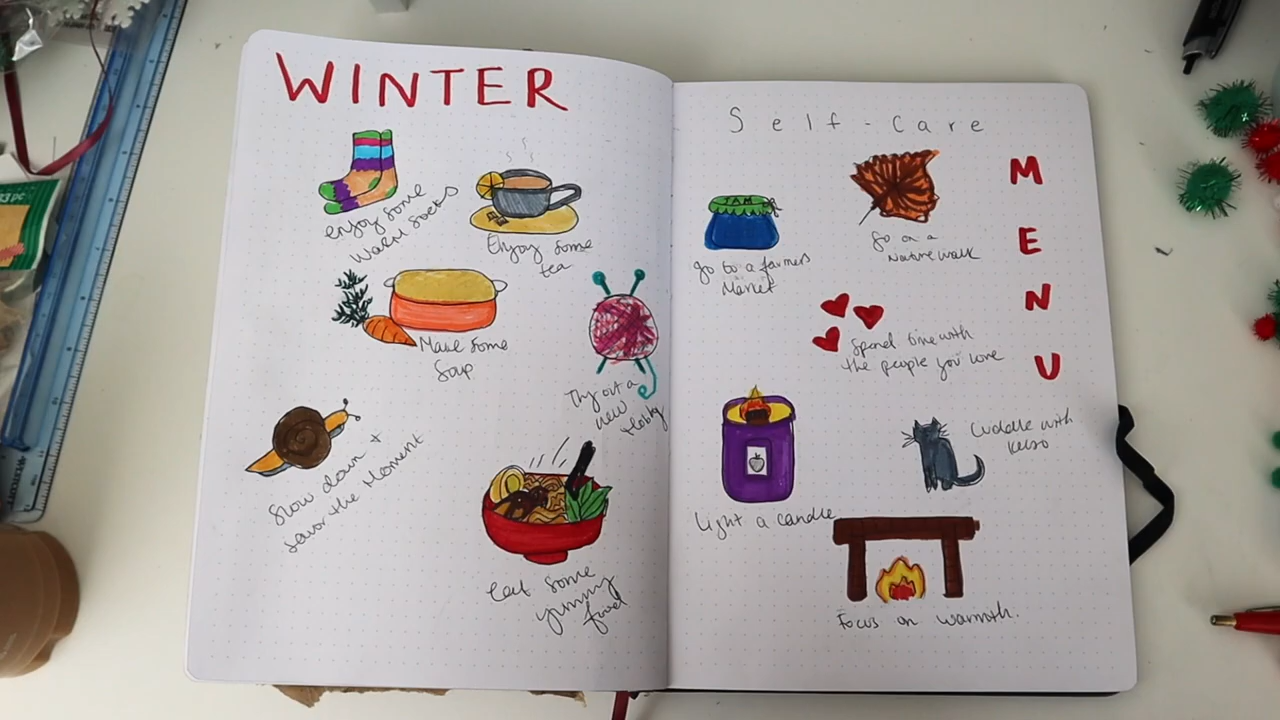 WINTER
enjoy some
warm socks
Enjoy some
tea
Make some
Soup
Try out a
new
Hobby
Slow down +
savor the Moment
eat some
yummy
food
Self-Care
MENU
JAM
go to a farmers
Market
go on a
Nature walk
Spend time with
the people you love
Light a candle
Cuddle with
Kelso
Focus on warmth.